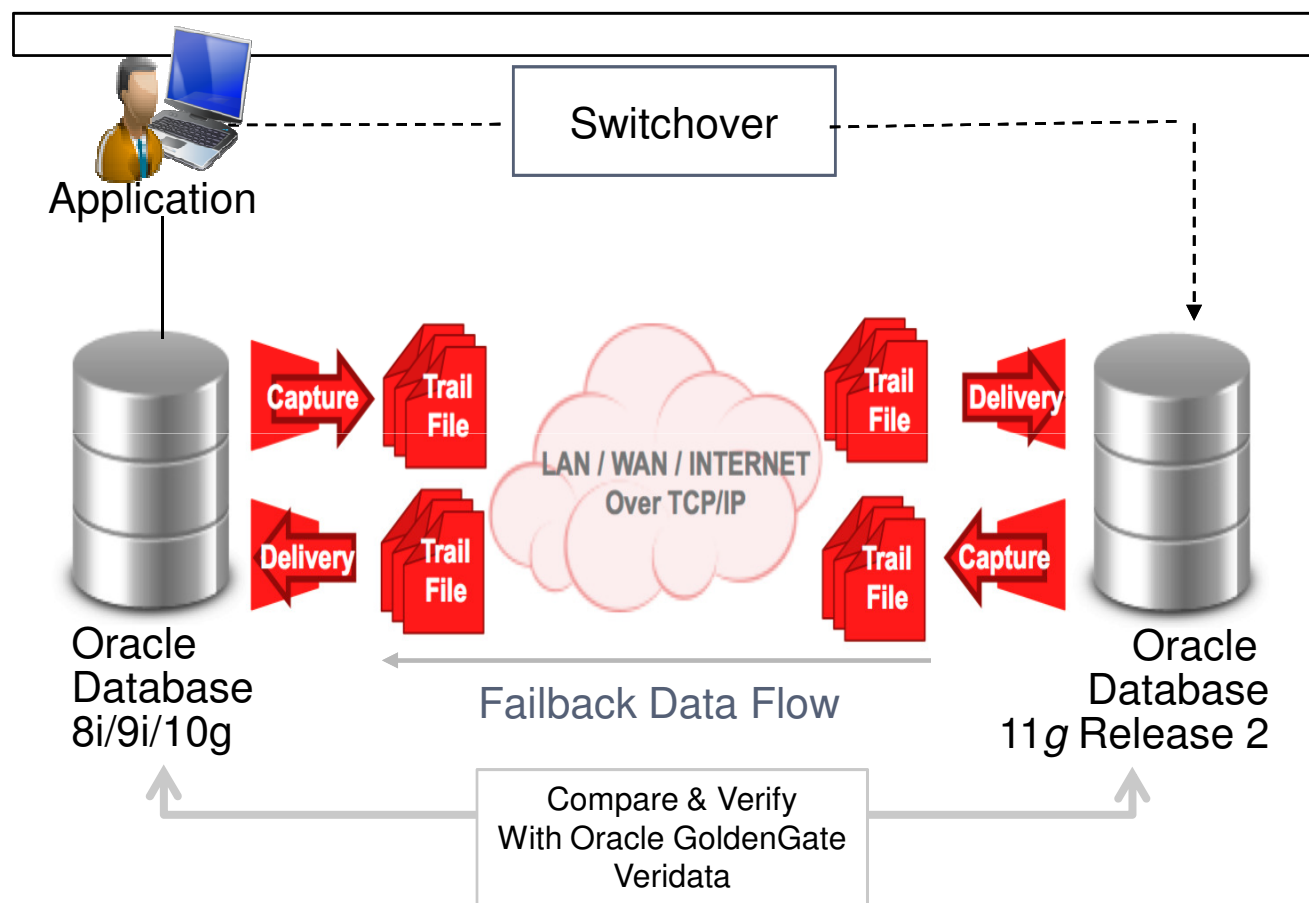 Switchover
Application
Capture
Trail
File
LAN / WAN / INTERNET
Over TCP/IP
Trail
File
Delivery
Delivery
Trail
File
Trail
File
Capture
Oracle
Database
8i/9i/10g
Failback Data Flow
Oracle
Database
11g Release 2
Compare & Verify
With Oracle GoldenGate
Veridata